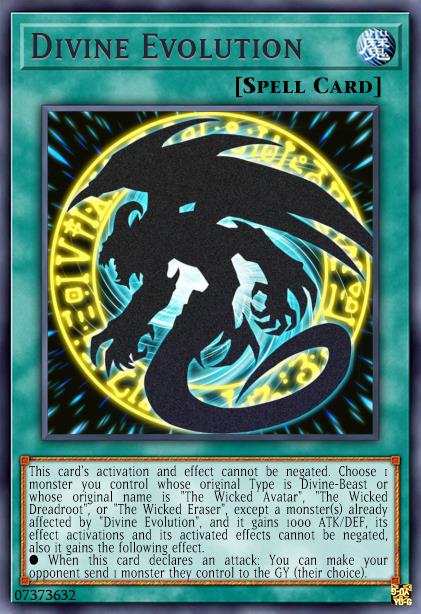 DIVINE EVOLUTION
魔
[SPELL CARD]
This card's activation and effect cannot be negated. Choose 1
monster you control whose original Type is Divine-Beast or
whose original name is "The Wicked Avatar", "The Wicked
Dreadroot", or "The Wicked Eraser", except a monster(s) already
affected by "Divine Evolution", and it gains 1000 ATK/DEF, its
effect activations and its activated effects cannot be negated,
also it gains the following effect.
● When this card declares an attack: You can make your
opponent send 1 monster they control to the GY (their choice).
07373632